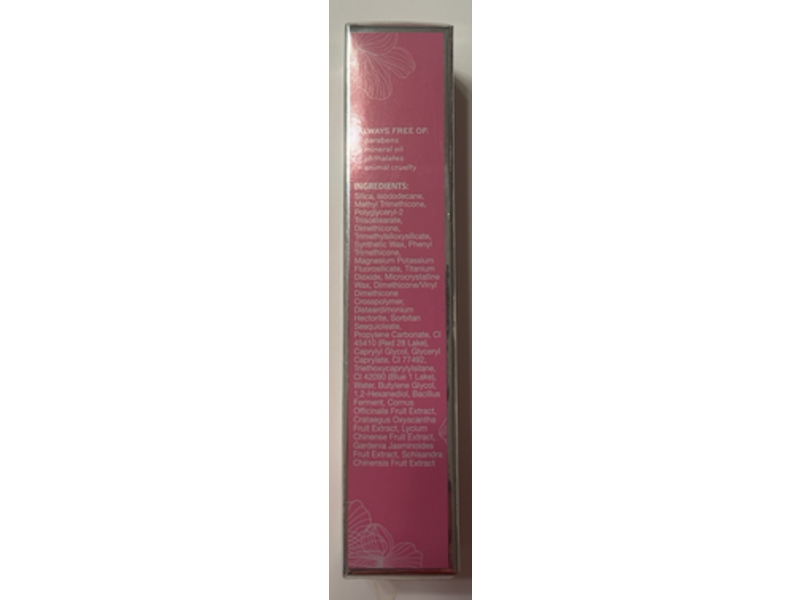 ALWAYS FREE OF:
- parabens
- mineral oil
- phthalates
- animal cruelty
INGREDIENTS:
Silica, Isododecane,
Methyl Trimethicone,
Polyglyceryl-2
Triisostearate,
Dimethicone,
Trimethylsiloxysilicate,
Synthetic Wax, Phenyl
Trimethicone,
Magnesium Potassium
Fluorosilicate, Titanium
Dioxide, Microcrystalline
Wax, Dimethicone/Vinyl
Dimethicone
Crosspolymer,
Disteardimonium
Hectorite, Sorbitan
Sesquioleate,
Propylene Carbonate, CI
45410 (Red 28 Lake),
Caprylyl Glycol, Glyceryl
Caprylate, CI 77492,
Triethoxycaprylylsilane,
CI 42090 (Blue 1 Lake),
Water, Butylene Glycol,
1,2-Hexanediol, Bacillus
Ferment, Cornus
Officinalis Fruit Extract,
Crataegus Oxyacantha
Fruit Extract, Lycium
Chinense Fruit Extract,
Gardenia Jasminoides
Fruit Extract, Schisandra
Chinensis Fruit Extract